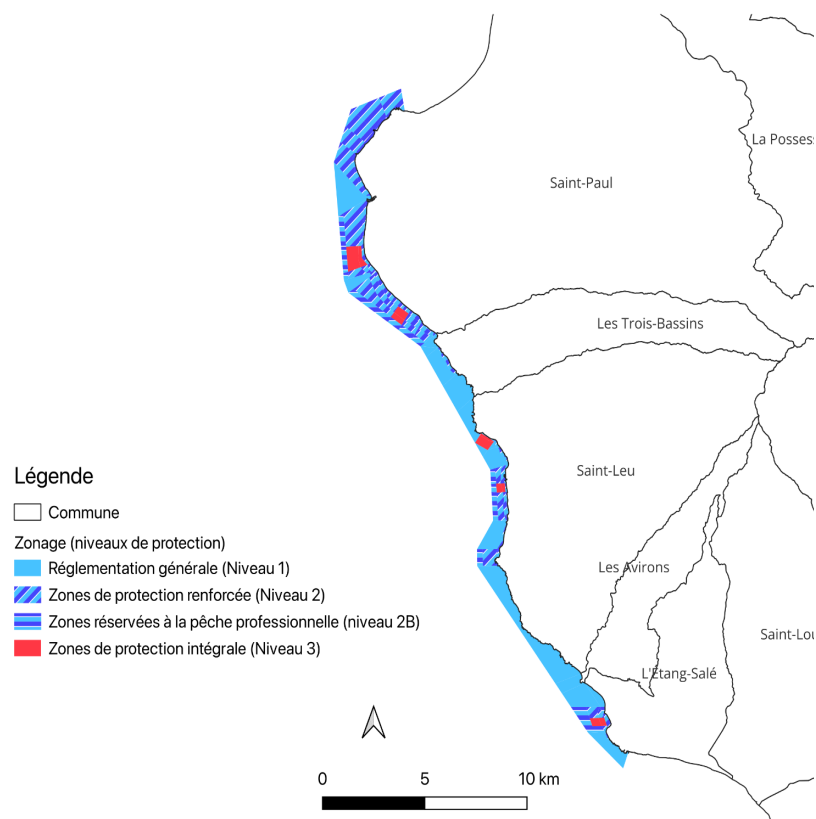 La Possess
Saint-Paul
Les Trois-Bassins
Saint-Leu
Les Avirons
Saint-Lou
L'Etang-Salé
Légende
Commune
Zonage (niveaux de protection)
Réglementation générale (Niveau 1)
Zones de protection renforcée (Niveau 2)
Zones réservées à la pêche professionnelle (niveau 2B)
Zones de protection intégrale (Niveau 3)
0 5 10 km